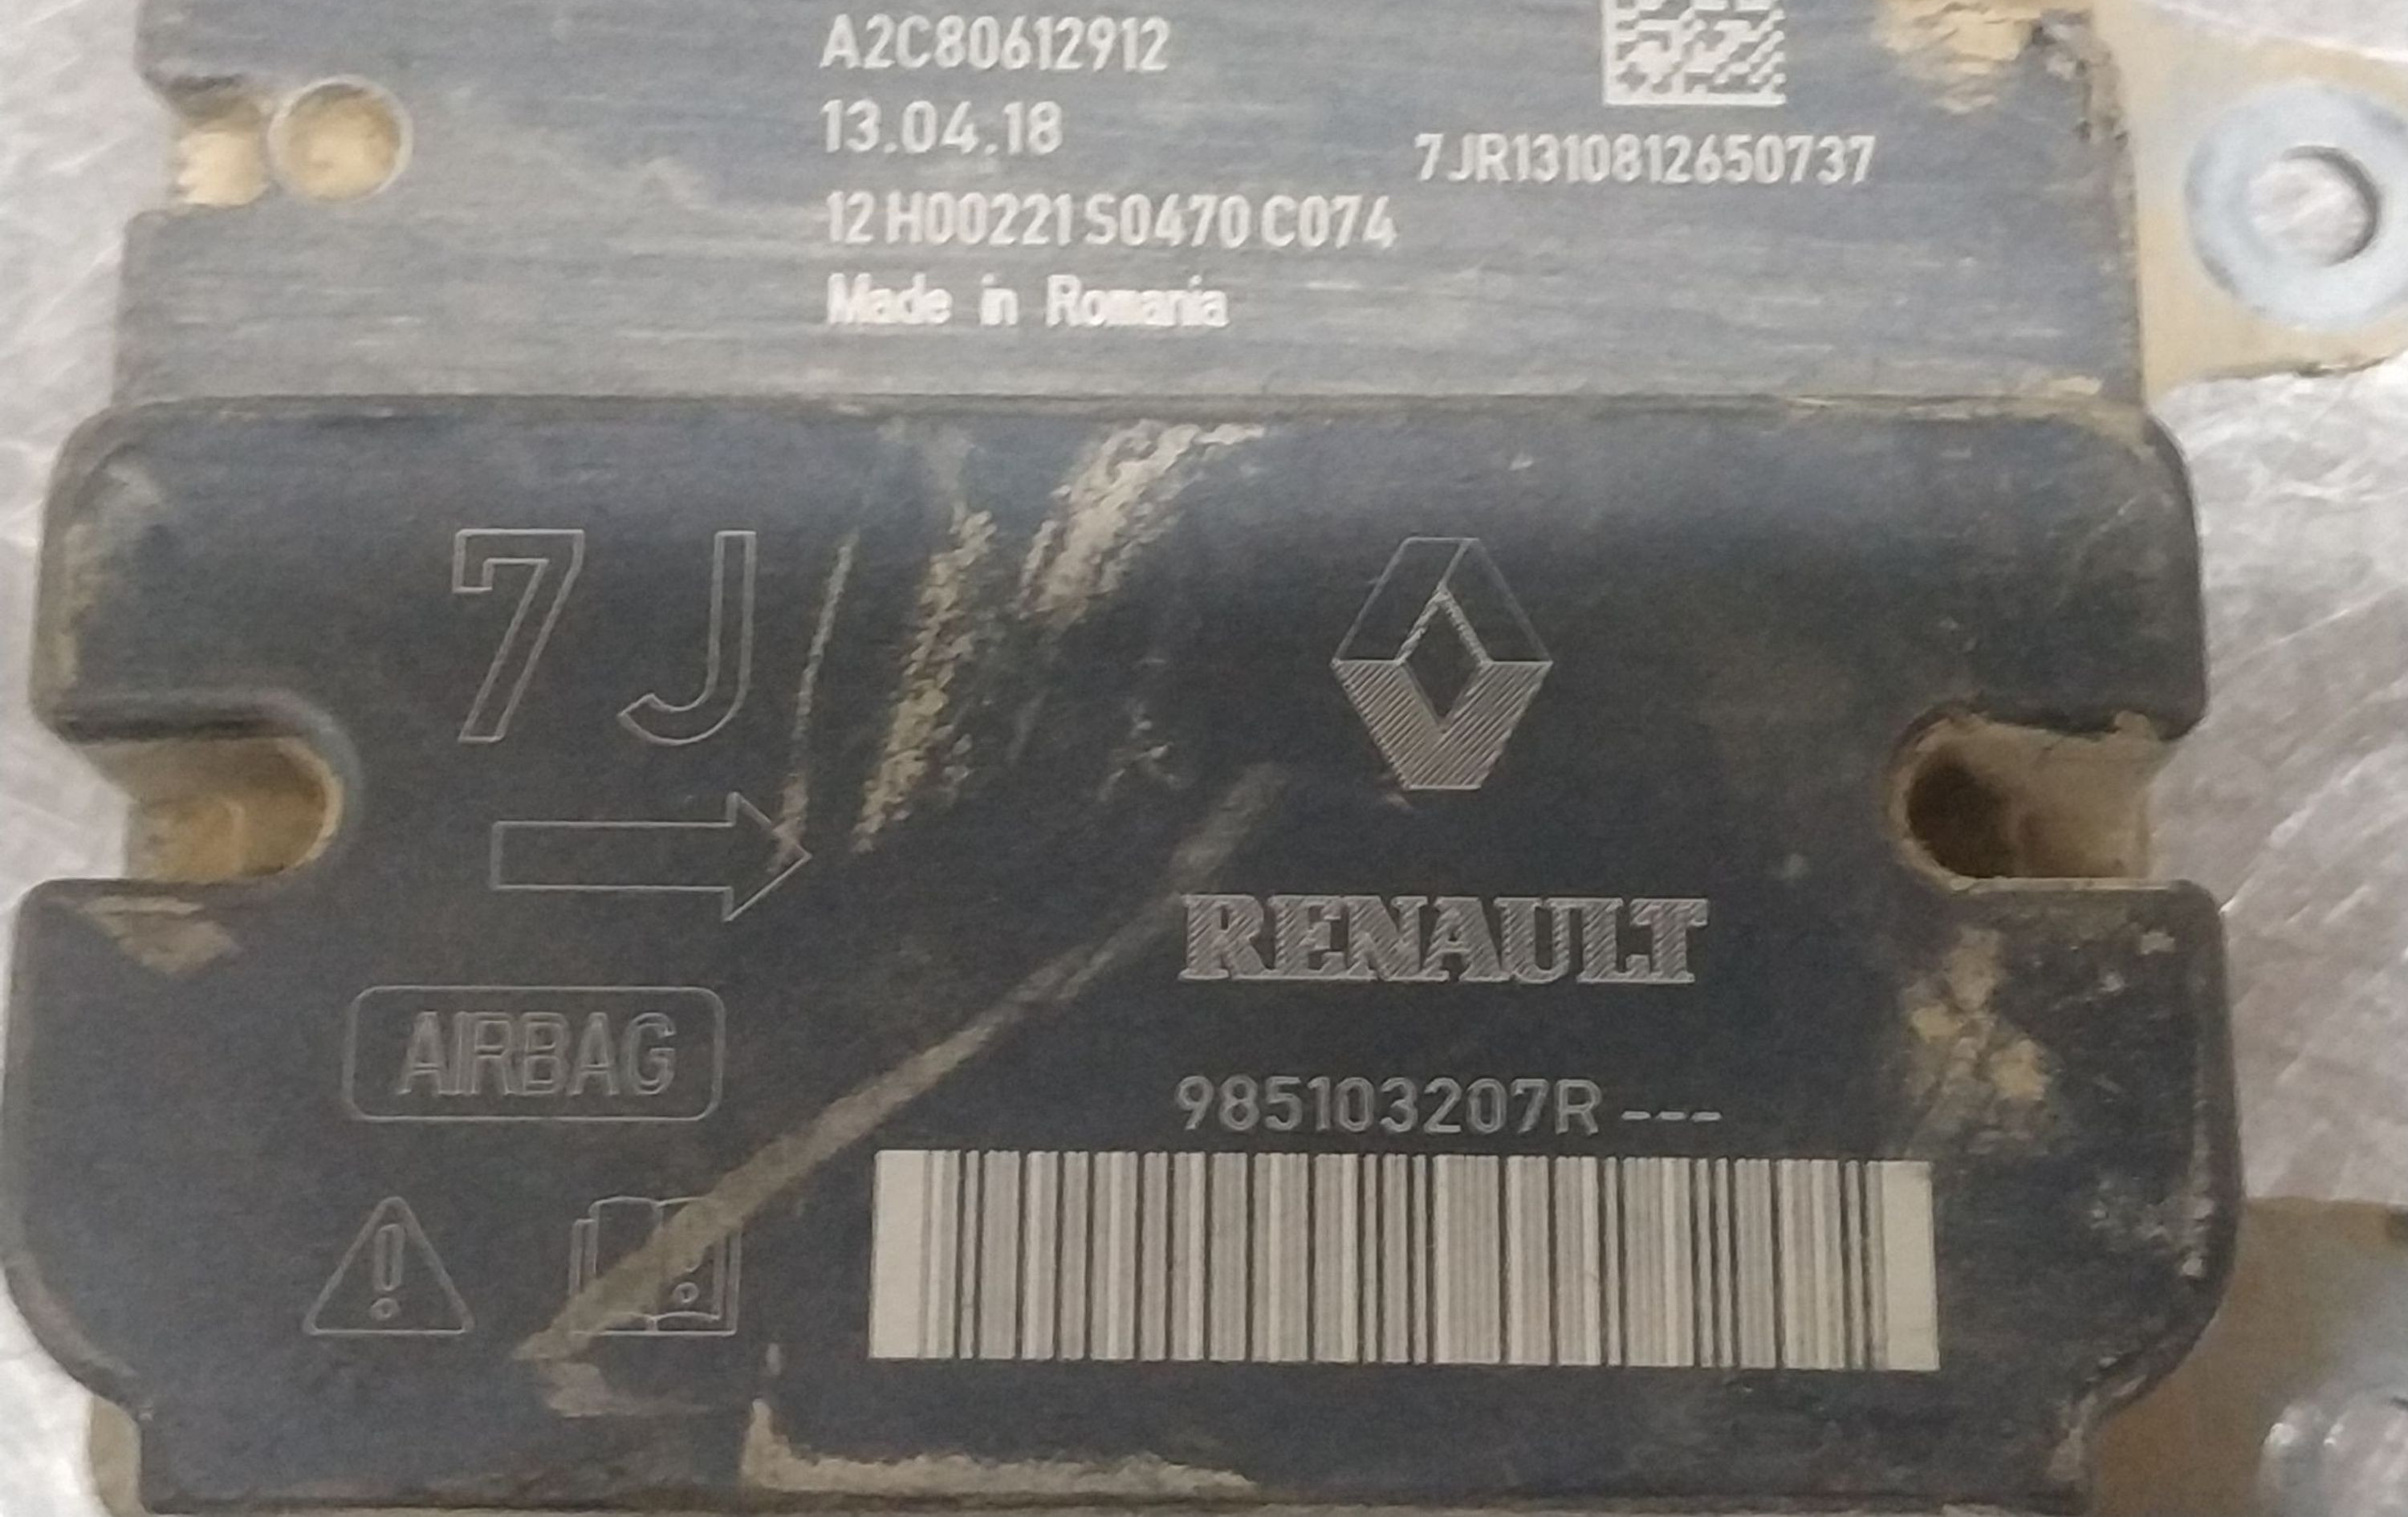 A2C80612912
13.04.18
7JR1310812650737
12 H00221 S0470 C074
Made in Romania
7 J
RENAULT
AIRBAG
985103207R ---